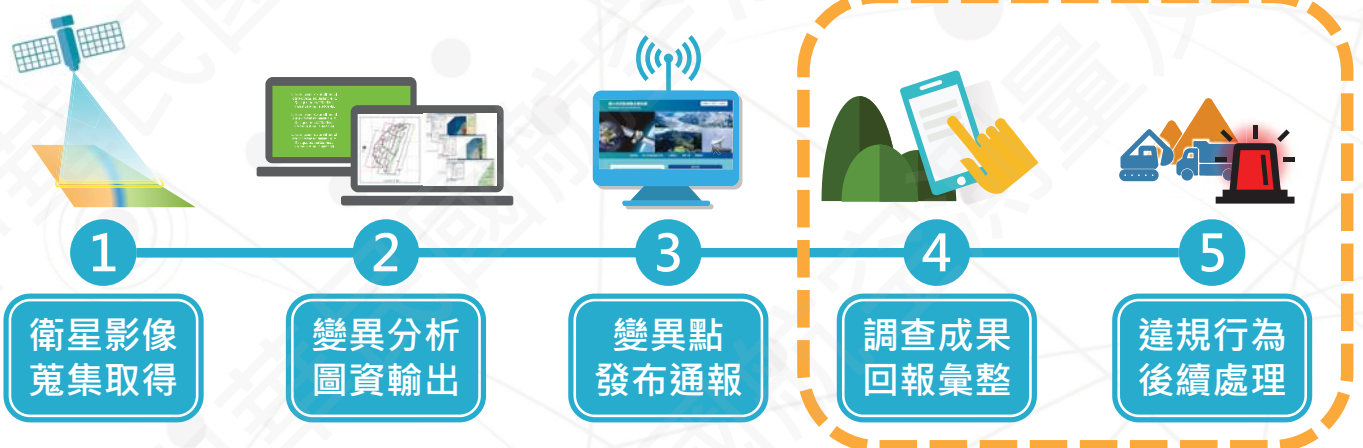 1
2
3
4
5
衛星影像
蒐集取得
變異分析
圖資輸出
變異點
發布通報
調查成果
回報彙整
違規行為
後續處理